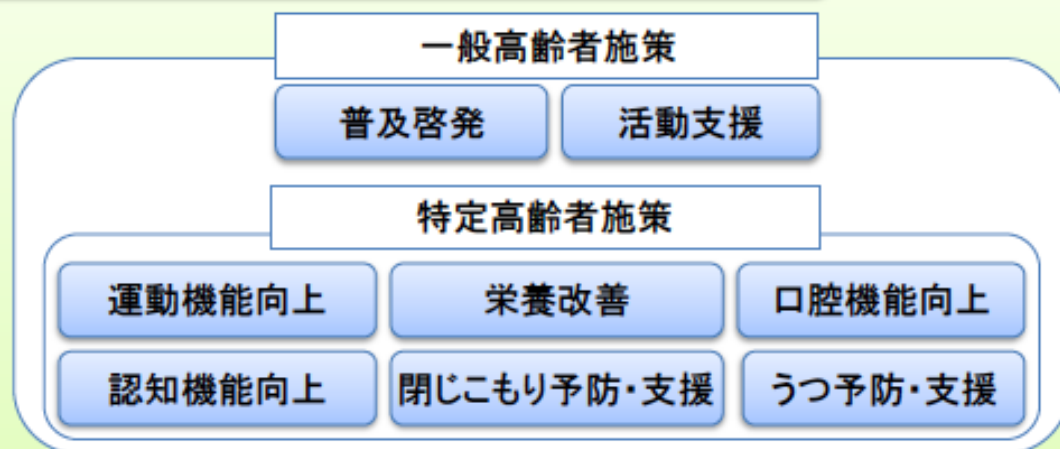 一般高齢者施策
普及啓発 活動支援
特定高齢者施策
運動機能向上 栄養改善 口腔機能向上
認知機能向上 閉じこもり予防・支援 うつ予防・支援